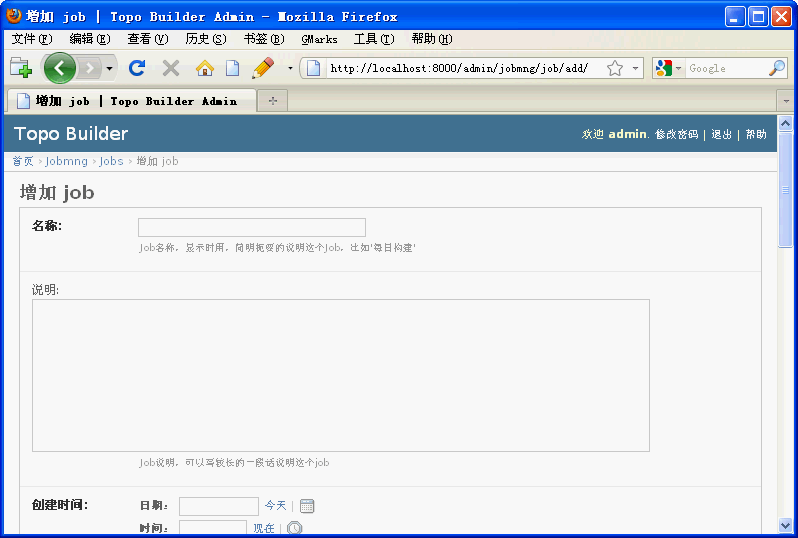 增加 job | Topo Builder Admin - Mozilla Firefox
文件(F) 编辑(E) 查看(V) 历史(S) 书签(B) GMarks 工具(T) 帮助(H)
http://localhost:8000/admin/jobmng/job/add/ Google
增加 job | Topo Builder Admin
Topo Builder 欢迎 admin. 修改密码 | 退出 | 帮助
首页 › Jobmng › Jobs › 增加 job
增加 job
名称:
Job名称，显示时用，简明扼要的说明这个Job，比如'每日构建'
说明:
Job说明，可以写较长的一段话说明这个job
创建时间: 日期: 今天 |
时间: 现在 |